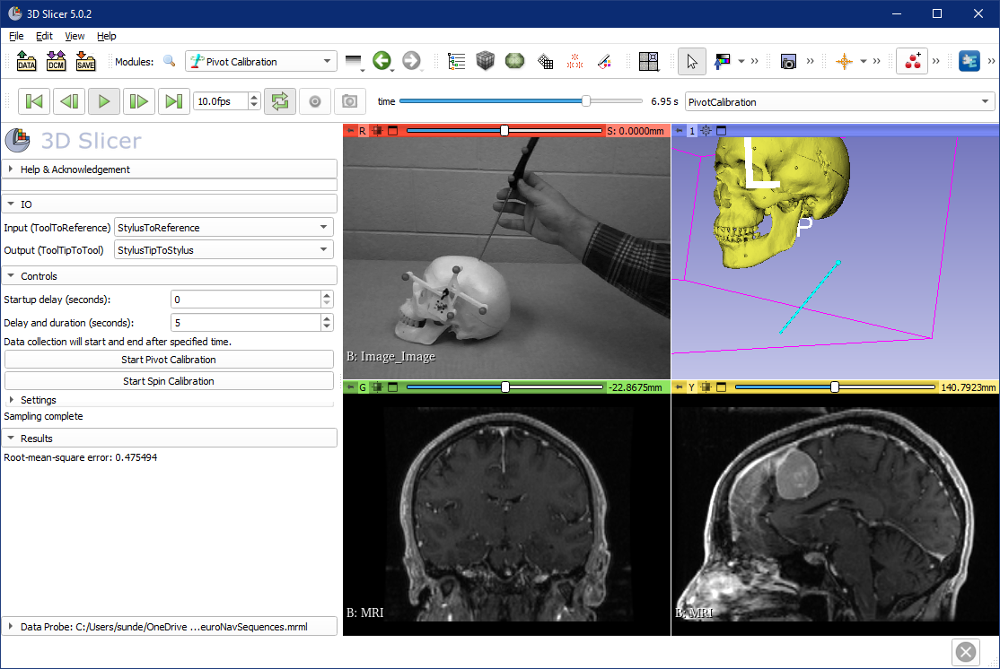 3D Slicer 5.0.2
File Edit View Help
DATA DCM SAVE Modules: Pivot Calibration
10.0fps time 6.95 s PivotCalibration
3D Slicer
Help & Acknowledgement
IO
Input (ToolToReference) StylusToReference
Output (ToolTipToTool) StylusTipToStylus
Controls
Startup delay (seconds): 0
Delay and duration (seconds): 5
Data collection will start and end after specified time.
Start Pivot Calibration
Start Spin Calibration
Settings
Sampling complete
Results
Root-mean-square error: 0.475494
Data Probe: C:/Users/sunde/OneDrive ...euroNavSequences.mrml
R S: 0.0000mm
B: Image_Image
1
L
P
G -22.8675mm
B: MRI
Y 140.7923mm
B: MRI